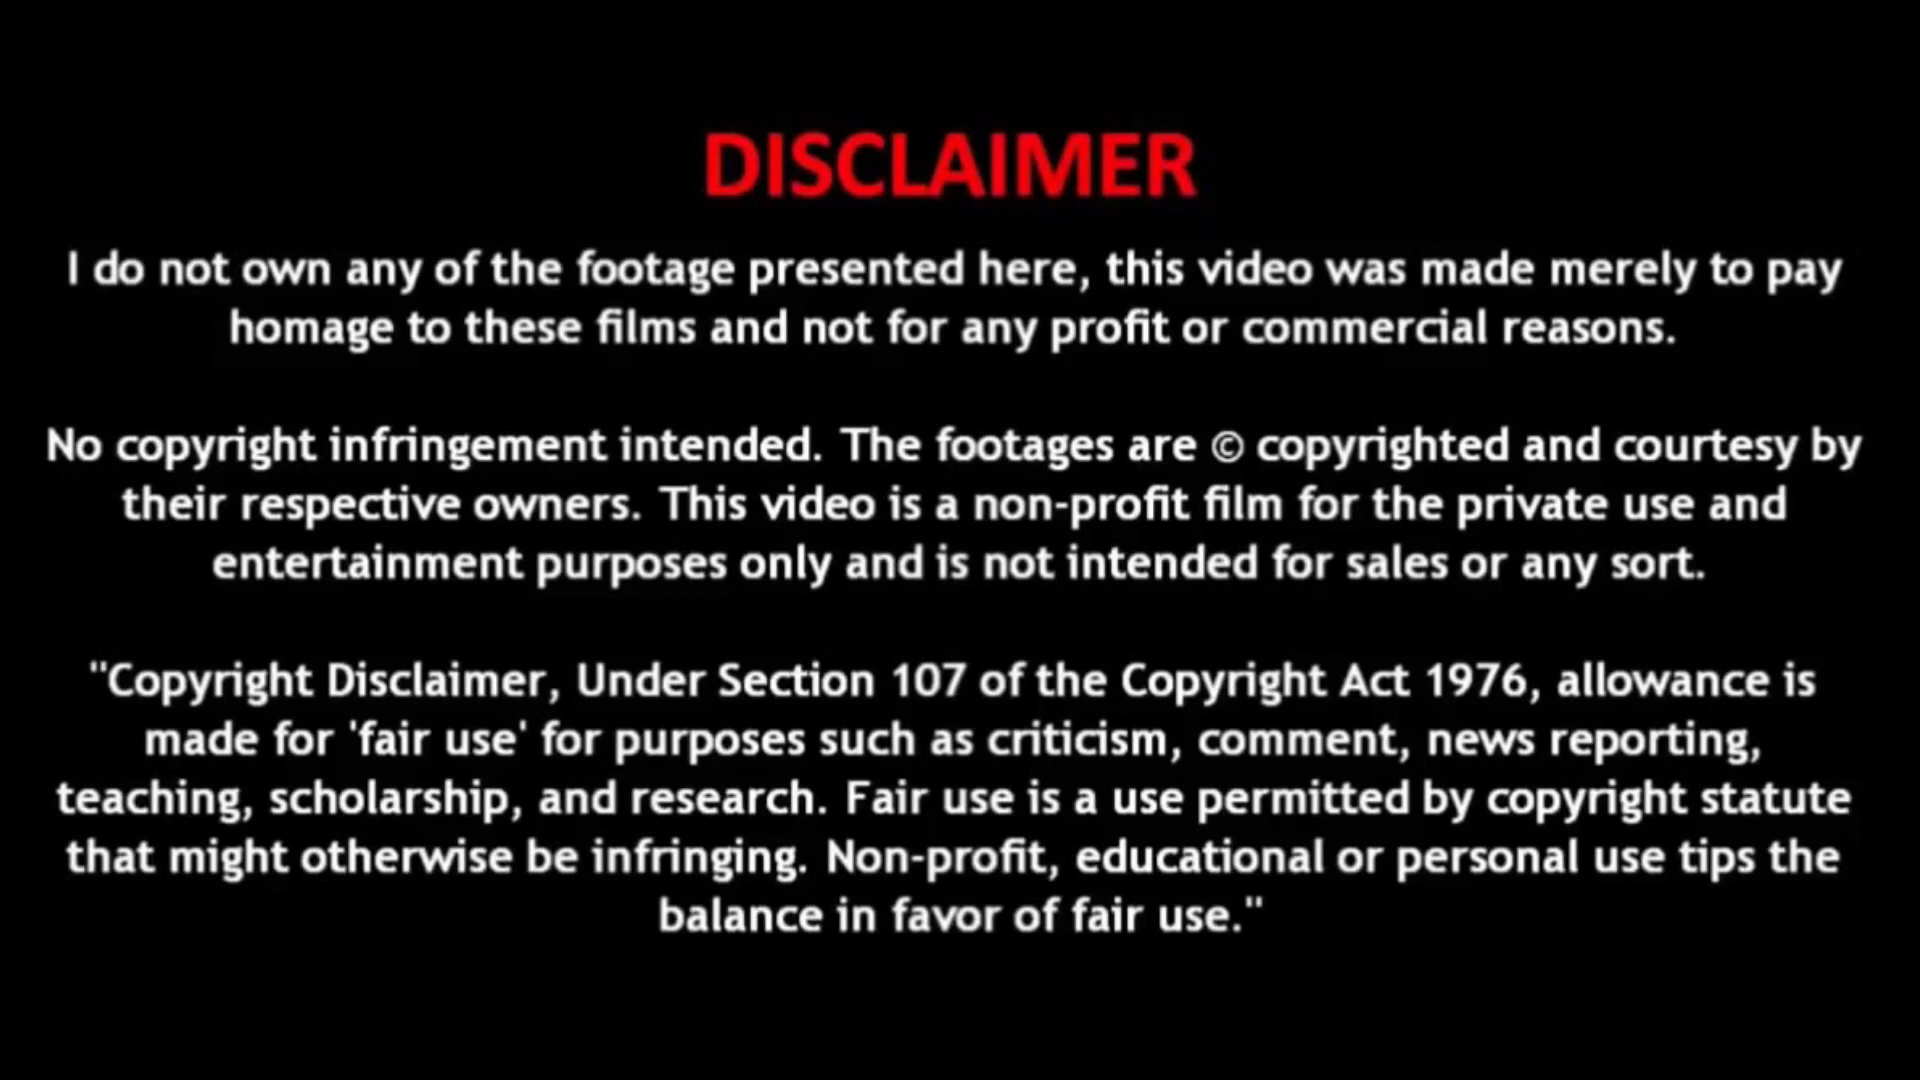 DISCLAIMER
I do not own any of the footage presented here, this video was made merely to pay
homage to these films and not for any profit or commercial reasons.
No copyright infringement intended. The footages are © copyrighted and courtesy by
their respective owners. This video is a non-profit film for the private use and
entertainment purposes only and is not intended for sales or any sort.
"Copyright Disclaimer, Under Section 107 of the Copyright Act 1976, allowance is
made for 'fair use' for purposes such as criticism, comment, news reporting,
teaching, scholarship, and research. Fair use is a use permitted by copyright statute
that might otherwise be infringing. Non-profit, educational or personal use tips the
balance in favor of fair use."